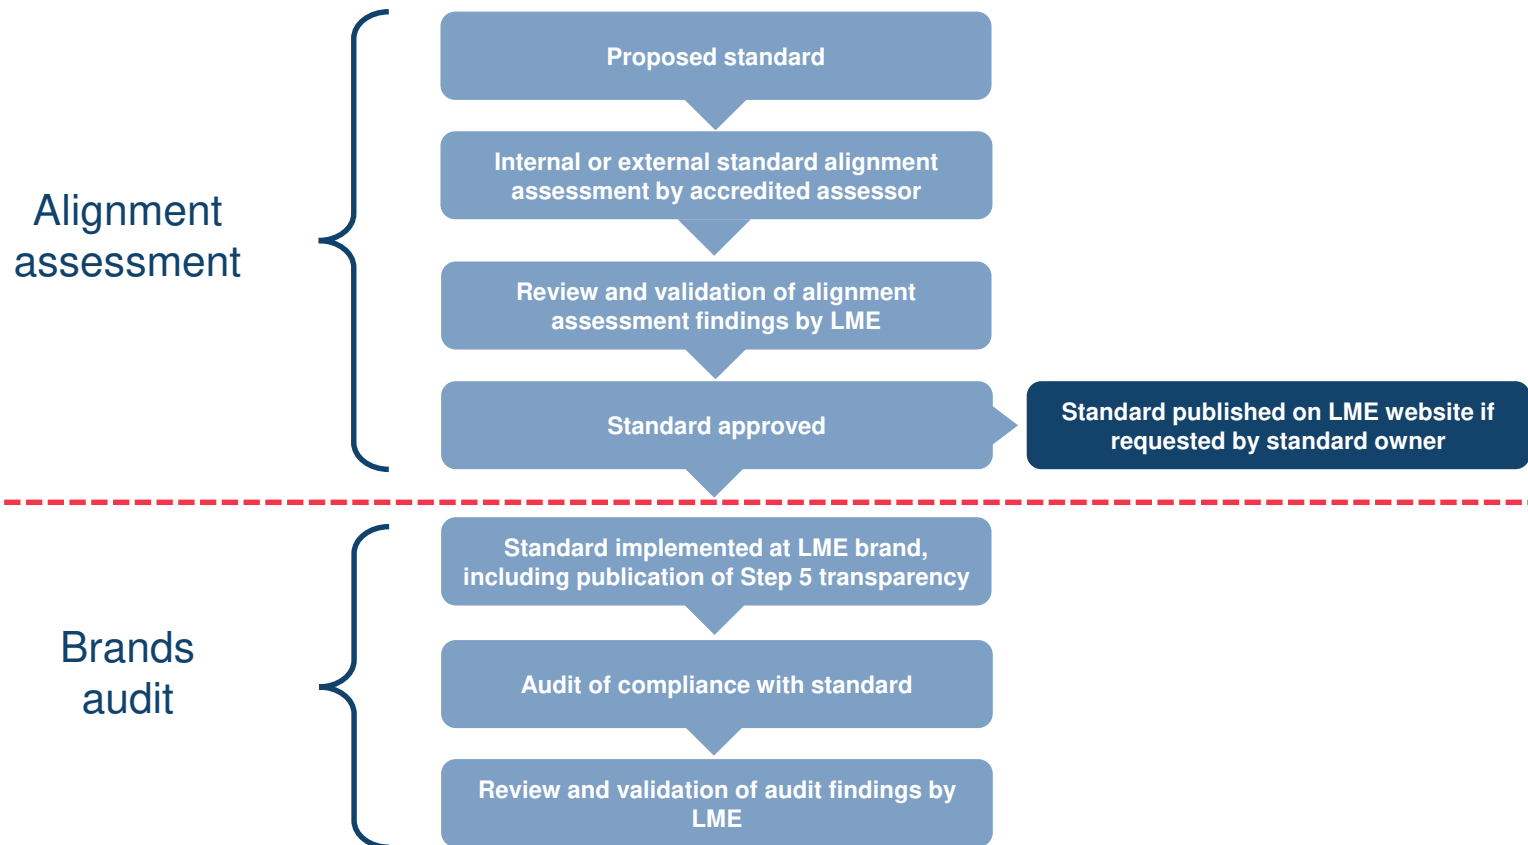 Proposed standard
Internal or external standard alignment
assessment by accredited assessor
Alignment
assessment
Review and validation of alignment
assessment findings by LME
Standard approved
Standard published on LME website if
requested by standard owner
Standard implemented at LME brand,
including publication of Step 5 transparency
Brands
audit
Audit of compliance with standard
Review and validation of audit findings by
LME